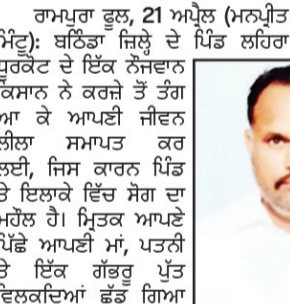 ਰਾਮਪੁਰਾ ਫੂਲ, 21 ਅਪ੍ਰੈਲ (ਮਨਪ੍ਰੀਤ
ਮਿੰਟੂ): ਬਠਿੰਡਾ ਜ਼ਿਲ੍ਹੇ ਦੇ ਪਿੰਡ ਲਹਿਰਾ
ਧੂਰਕੋਟ ਦੇ ਇੱਕ ਨੌਜਵਾਨ
ਕਿਸਾਨ ਨੇ ਕਰਜ਼ੇ ਤੋਂ ਤੰਗ
ਆ ਕੇ ਆਪਣੀ ਜੀਵਨ
ਲੀਲਾ ਸਮਾਪਤ ਕਰ
ਲਈ, ਜਿਸ ਕਾਰਨ ਪਿੰਡ
ਤੇ ਇਲਾਕੇ ਵਿੱਚ ਸੋਗ ਦਾ
ਮਹੌਲ ਹੈ। ਮ੍ਰਿਤਕ ਆਪਣੇ
ਪਿੱਛੇ ਆਪਣੀ ਮਾਂ, ਪਤਨੀ
ਤੇ ਇੱਕ ਗੱਭਰੂ ਪੁੱਤ
ਵਿਲਕਦਿਆਂ ਛੱਡ ਗਿਆ